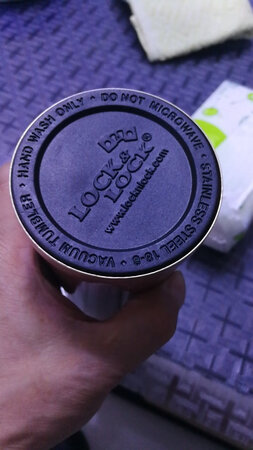 HAND WASH ONLY • DO NOT MICROWAVE • STAINLESS STEEL 18-8 • VACUUM TUMBLER •
LOCK&
LOCK®
www.locknlock.com